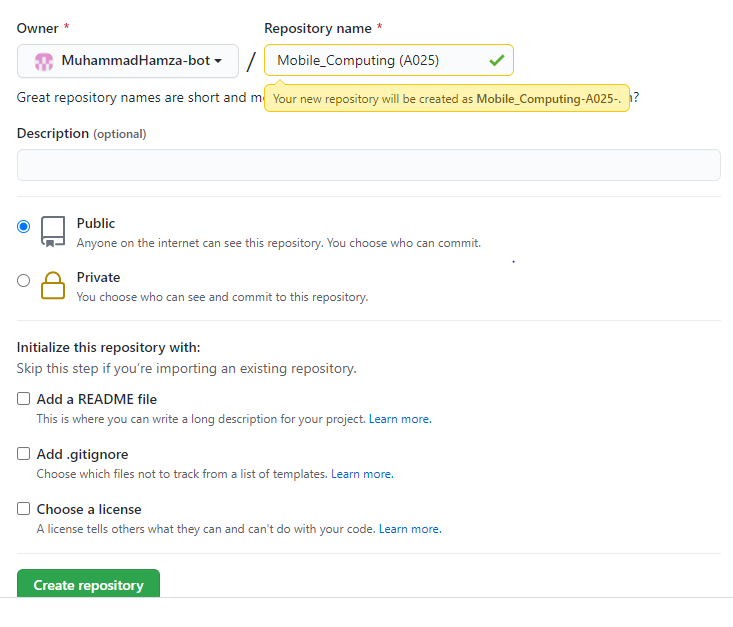 Owner * Repository name *
MuhammadHamza-bot / Mobile_Computing (A025)
Great repository names are short and m
Your new repository will be created as Mobile_Computing-A025-. ?
Description (optional)
Public
Anyone on the internet can see this repository. You choose who can commit.
Private
You choose who can see and commit to this repository.
Initialize this repository with:
Skip this step if you’re importing an existing repository.
Add a README file
This is where you can write a long description for your project. Learn more.
Add .gitignore
Choose which files not to track from a list of templates. Learn more.
Choose a license
A license tells others what they can and can't do with your code. Learn more.
Create repository